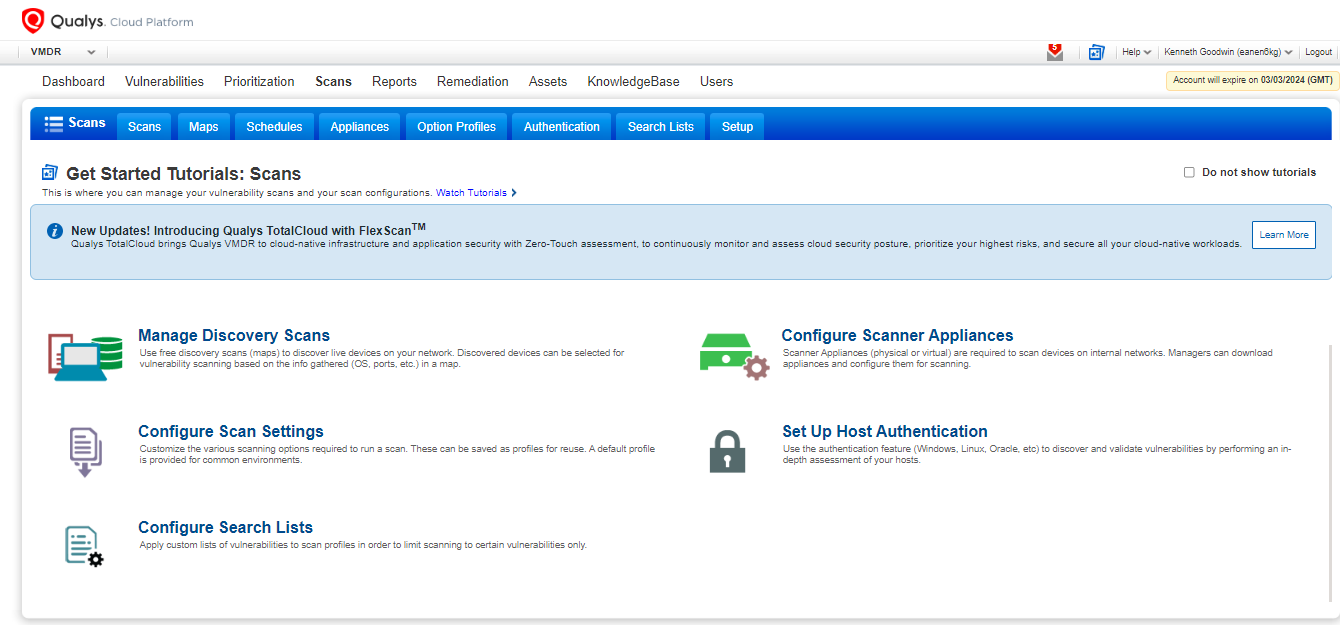 Qualys. Cloud Platform
VMDR
5
Help
Kenneth Goodwin (eanen6kg)
Logout
Dashboard Vulnerabilities Prioritization Scans Reports Remediation Assets KnowledgeBase Users
Account will expire on 03/03/2024 (GMT)
Scans Scans Maps Schedules Appliances Option Profiles Authentication Search Lists Setup
Get Started Tutorials: Scans
Do not show tutorials
This is where you can manage your vulnerability scans and your scan configurations. Watch Tutorials
New Updates! Introducing Qualys TotalCloud with FlexScan™
Qualys TotalCloud brings Qualys VMDR to cloud-native infrastructure and application security with Zero-Touch assessment, to continuously monitor and assess cloud security posture, prioritize your highest risks, and secure all your cloud-native workloads.
Learn More
Manage Discovery Scans
Use free discovery scans (maps) to discover live devices on your network. Discovered devices can be selected for
vulnerability scanning based on the info gathered (OS, ports, etc.) in a map.
Configure Scanner Appliances
Scanner Appliances (physical or virtual) are required to scan devices on internal networks. Managers can download
appliances and configure them for scanning.
Configure Scan Settings
Customize the various scanning options required to run a scan. These can be saved as profiles for reuse. A default profile
is provided for common environments.
Set Up Host Authentication
Use the authentication feature (Windows, Linux, Oracle, etc) to discover and validate vulnerabilities by performing an in-
depth assessment of your hosts.
Configure Search Lists
Apply custom lists of vulnerabilities to scan profiles in order to limit scanning to certain vulnerabilities only.